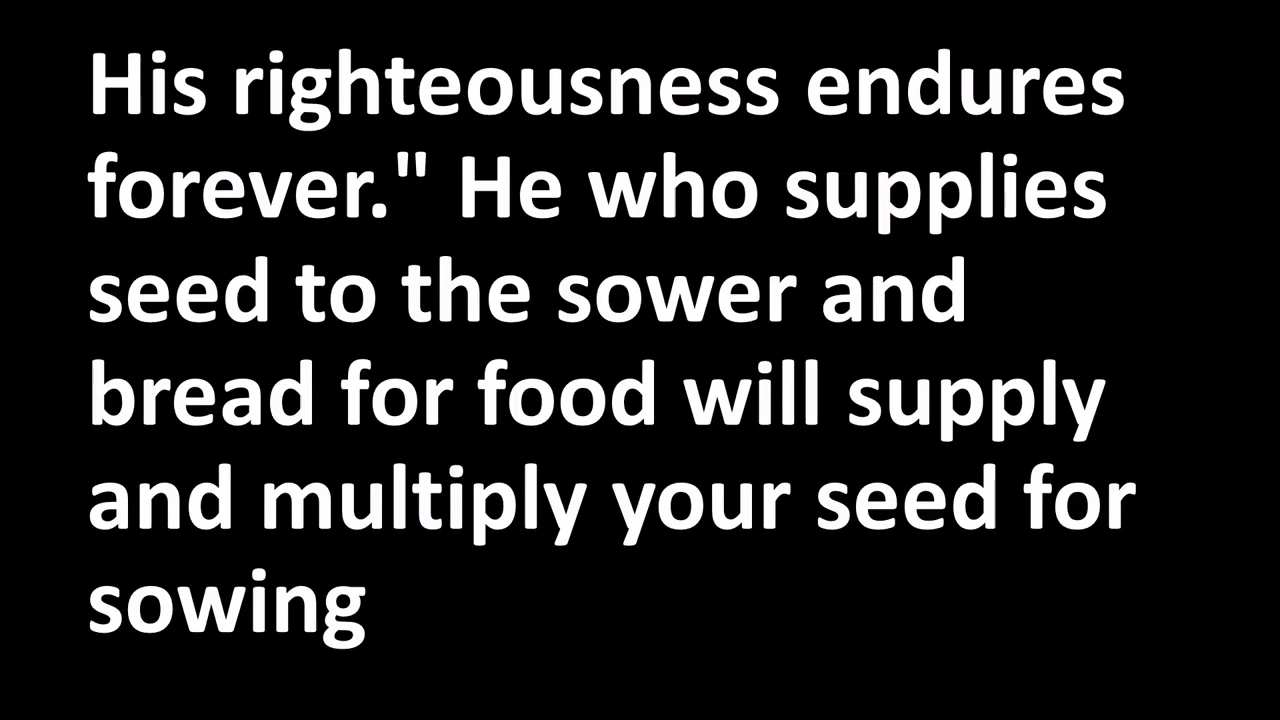 His righteousness endures
forever." He who supplies
seed to the sower and
bread for food will supply
and multiply your seed for
sowing